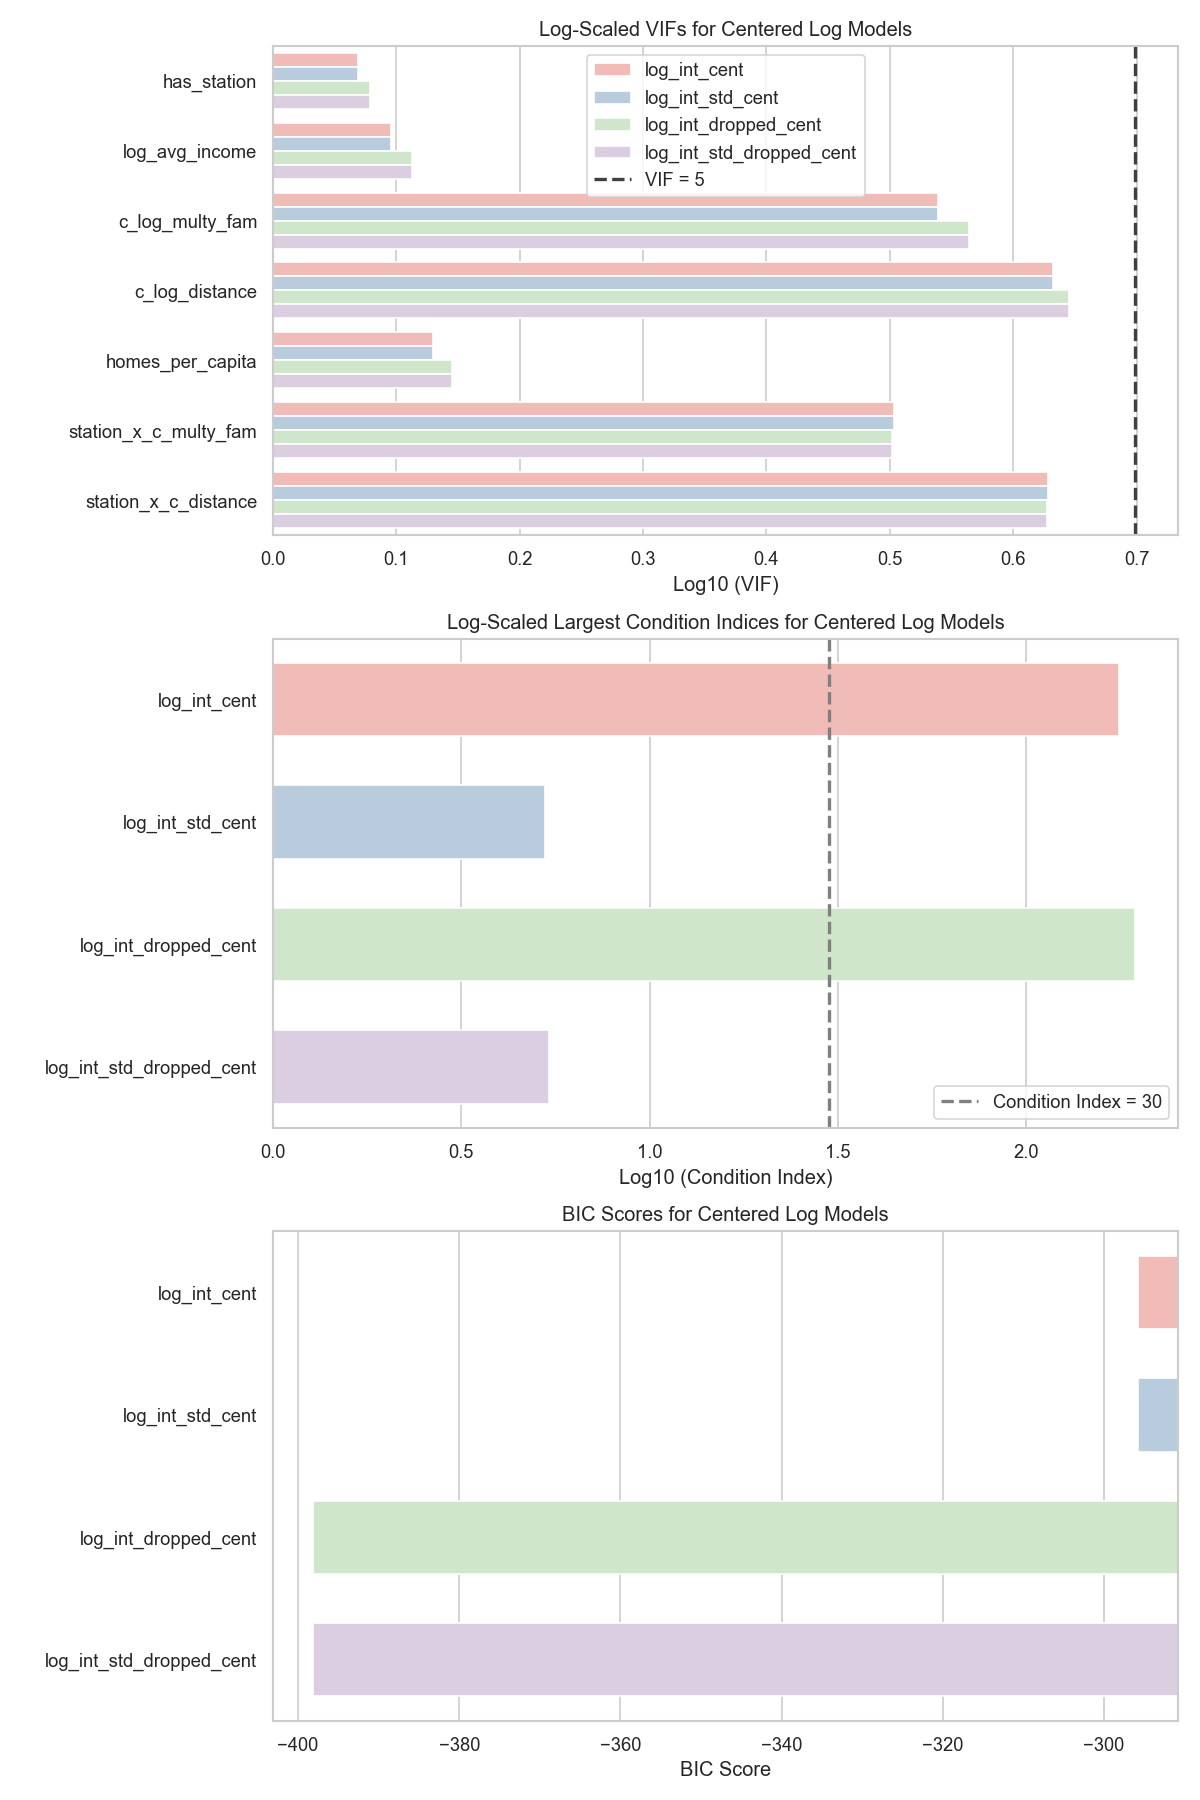 Log-Scaled VIFs for Centered Log Models
log_int_cent
log_int_std_cent
log_int_dropped_cent
log_int_std_dropped_cent
VIF = 5
has_station
log_avg_income
c_log_multy_fam
c_log_distance
homes_per_capita
station_x_c_multy_fam
station_x_c_distance
0.0 0.1 0.2 0.3 0.4 0.5 0.6 0.7
Log10 (VIF)
Log-Scaled Largest Condition Indices for Centered Log Models
log_int_cent
log_int_std_cent
log_int_dropped_cent
log_int_std_dropped_cent
Condition Index = 30
0.0 0.5 1.0 1.5 2.0
Log10 (Condition Index)
BIC Scores for Centered Log Models
log_int_cent
log_int_std_cent
log_int_dropped_cent
log_int_std_dropped_cent
−400 −380 −360 −340 −320 −300
BIC Score